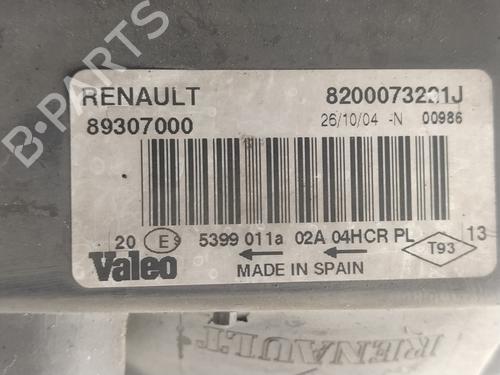 RENAULT 8200073221J
89307000 26/10/04 -N 00986
20 E9 5399 011a 02A 04HCR PL T93 13
Valeo MADE IN SPAIN
RENAULT
B-PARTS